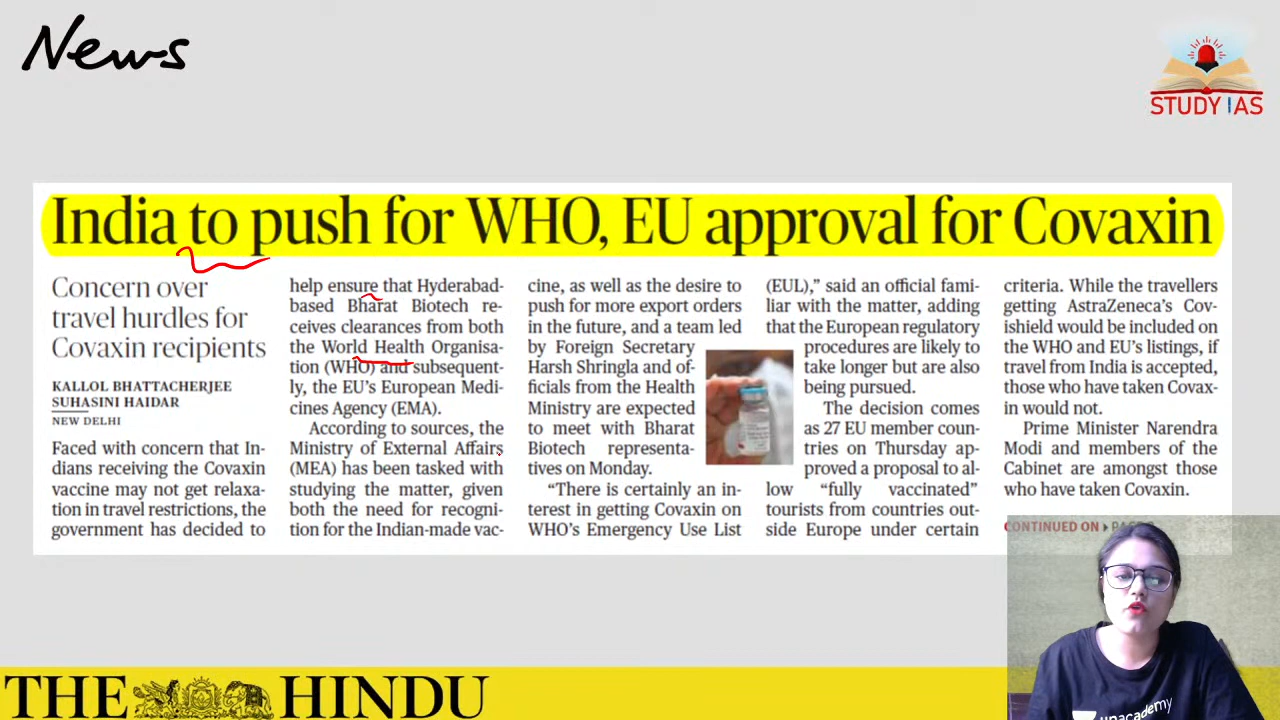 News
STUDY IAS
India to push for WHO, EU approval for Covaxin
Concern over
travel hurdles for
Covaxin recipients
KALLOL BHATTACHERJEE
SUHASINI HAIDAR
NEW DELHI
Faced with concern that In-
dians receiving the Covaxin
vaccine may not get relaxa-
tion in travel restrictions, the
government has decided to
help ensure that Hyderabad-
based Bharat Biotech re-
ceives clearances from both
the World Health Organisa-
tion (WHO) and subsequent-
ly, the EU's European Medi-
cines Agency (EMA).
According to sources, the
Ministry of External Affairs
(MEA) has been tasked with
studying the matter, given
both the need for recogni-
tion for the Indian-made vac-
cine, as well as the desire to
push for more export orders
in the future, and a team led
by Foreign Secretary
Harsh Shringla and of-
ficials from the Health
Ministry are expected
to meet with Bharat
Biotech representa-
tives on Monday.
“There is certainly an in-
terest in getting Covaxin on
WHO's Emergency Use List
(EUL),” said an official fami-
liar with the matter, adding
that the European regulatory
procedures are likely to
take longer but are also
being pursued.
The decision comes
as 27 EU member coun-
tries on Thursday ap-
proved a proposal to al-
low “fully vaccinated”
tourists from countries out-
side Europe under certain
criteria. While the travellers
getting AstraZeneca's Cov-
ishield would be included on
the WHO and EU's listings, if
travel from India is accepted,
those who have taken Covax-
in would not.
Prime Minister Narendra
Modi and members of the
Cabinet are amongst those
who have taken Covaxin.
CONTINUED ON
THE HINDU
unacademy